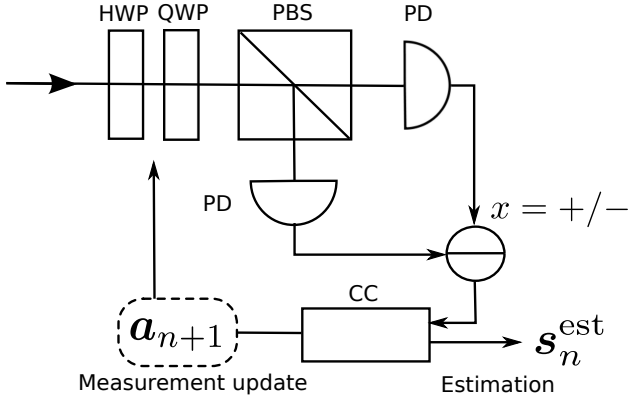 HWP QWP PBS PD
PD
x = +/−
CC
a_{n+1}
s_n^{est}
Measurement update
Estimation